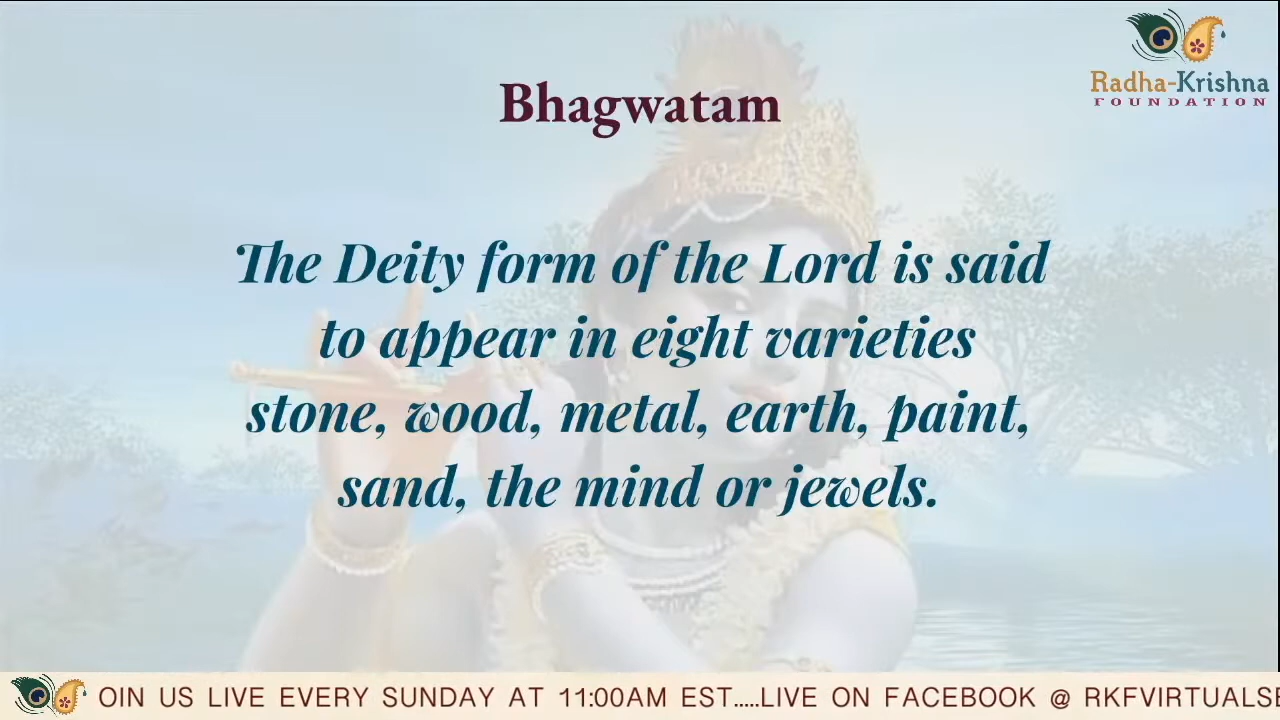 Radha-Krishna
FOUNDATION
Bhagwatam
The Deity form of the Lord is said
to appear in eight varieties
stone, wood, metal, earth, paint,
sand, the mind or jewels.
OIN US LIVE EVERY SUNDAY AT 11:00AM EST.....LIVE ON FACEBOOK @ RKFVIRTUALSE